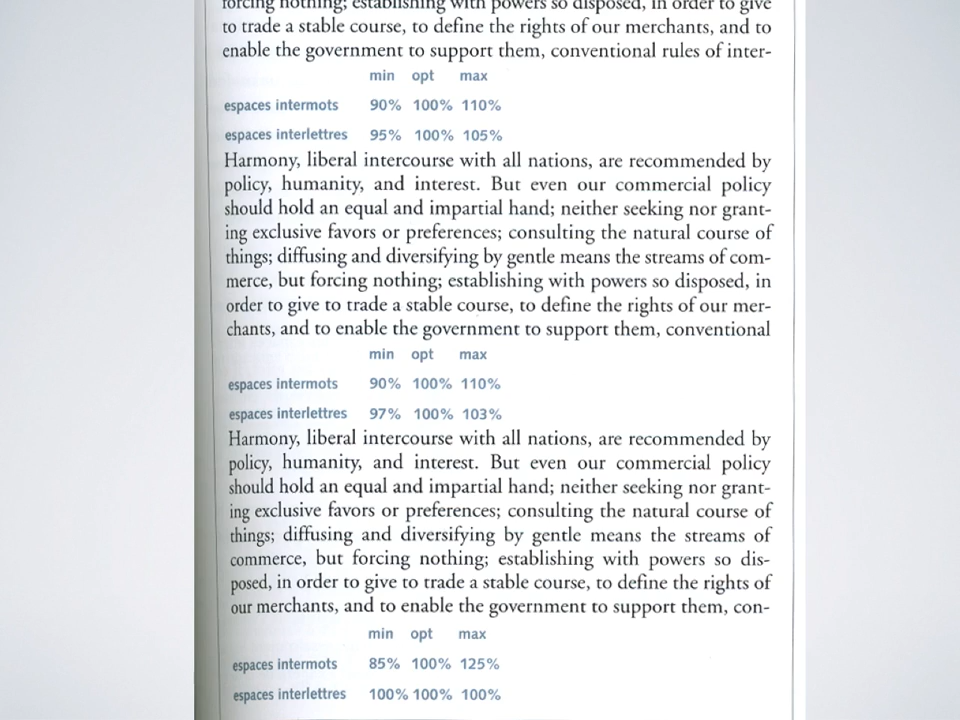 forcing nothing; establishing with powers so disposed, in order to give
to trade a stable course, to define the rights of our merchants, and to
enable the government to support them, conventional rules of inter-
min opt max
espaces intermots 90% 100% 110%
espaces interlettres 95% 100% 105%
Harmony, liberal intercourse with all nations, are recommended by
policy, humanity, and interest. But even our commercial policy
should hold an equal and impartial hand; neither seeking nor grant-
ing exclusive favors or preferences; consulting the natural course of
things; diffusing and diversifying by gentle means the streams of com-
merce, but forcing nothing; establishing with powers so disposed, in
order to give to trade a stable course, to define the rights of our mer-
chants, and to enable the government to support them, conventional
min opt max
espaces intermots 90% 100% 110%
espaces interlettres 97% 100% 103%
Harmony, liberal intercourse with all nations, are recommended by
policy, humanity, and interest. But even our commercial policy
should hold an equal and impartial hand; neither seeking nor grant-
ing exclusive favors or preferences; consulting the natural course of
things; diffusing and diversifying by gentle means the streams of
commerce, but forcing nothing; establishing with powers so dis-
posed, in order to give to trade a stable course, to define the rights of
our merchants, and to enable the government to support them, con-
min opt max
espaces intermots 85% 100% 125%
espaces interlettres 100% 100% 100%